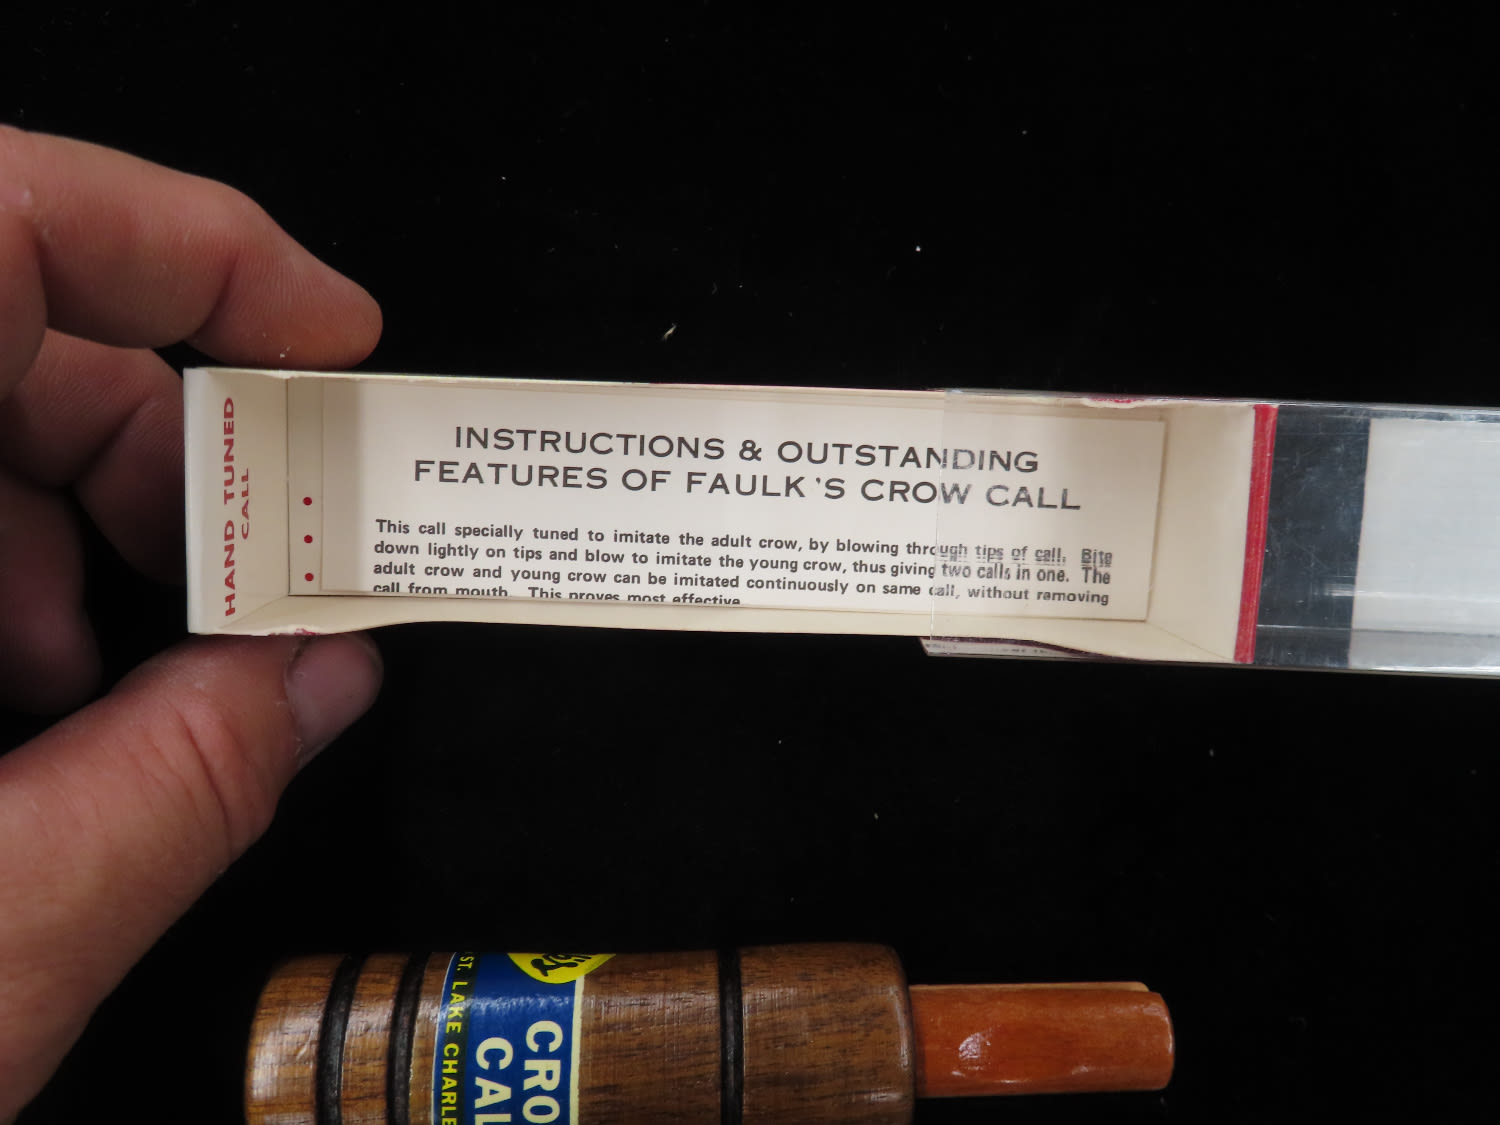 HAND TUNED
CALL
INSTRUCTIONS & OUTSTANDING
FEATURES OF FAULK'S CROW CALL
This call specially tuned to imitate the adult crow, by blowing through tips of call. Bite
down lightly on tips and blow to imitate the young crow, thus giving two calls in one. The
adult crow and young crow can be imitated continuously on same call, without removing
call from mouth. This proves most effective
ST. LAKE CHARLE
CRO
CAL